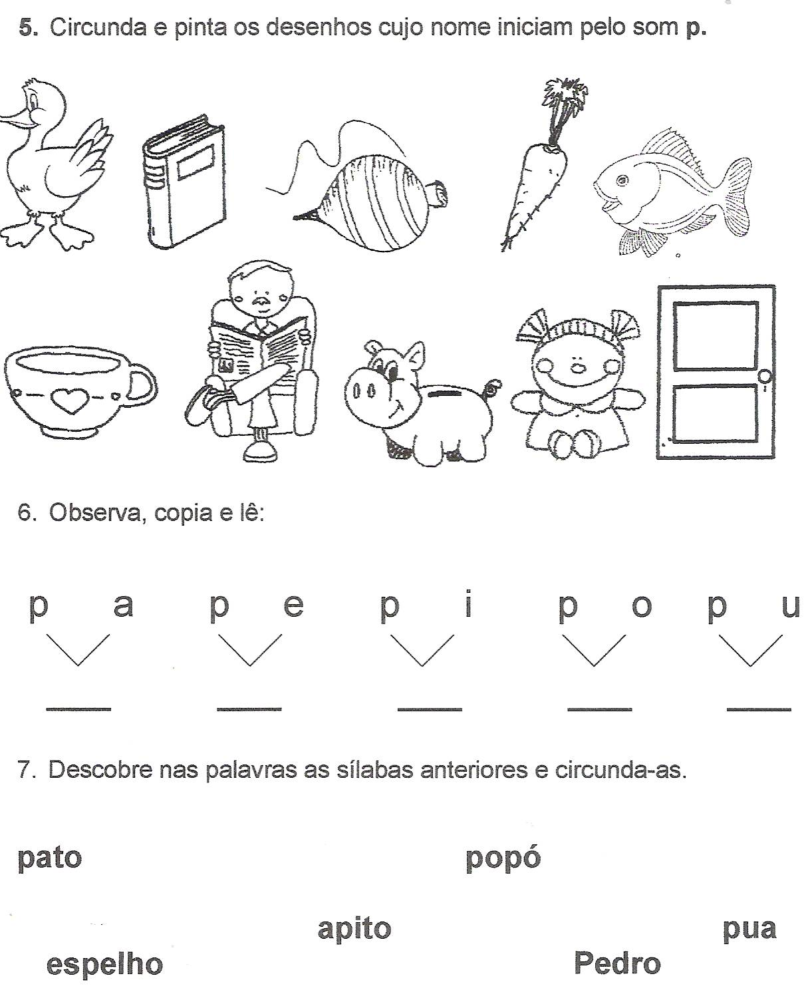 5. Circunda e pinta os desenhos cujo nome iniciam pelo som p.
6. Observa, copia e lê:
p a p e p i p o p u
7. Descobre nas palavras as sílabas anteriores e circunda-as.
pato popó
apito pua
espelho Pedro